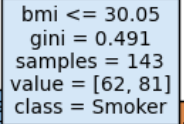 bmi <= 30.05
gini = 0.491
samples = 143
value = [62, 81]
class = Smoker